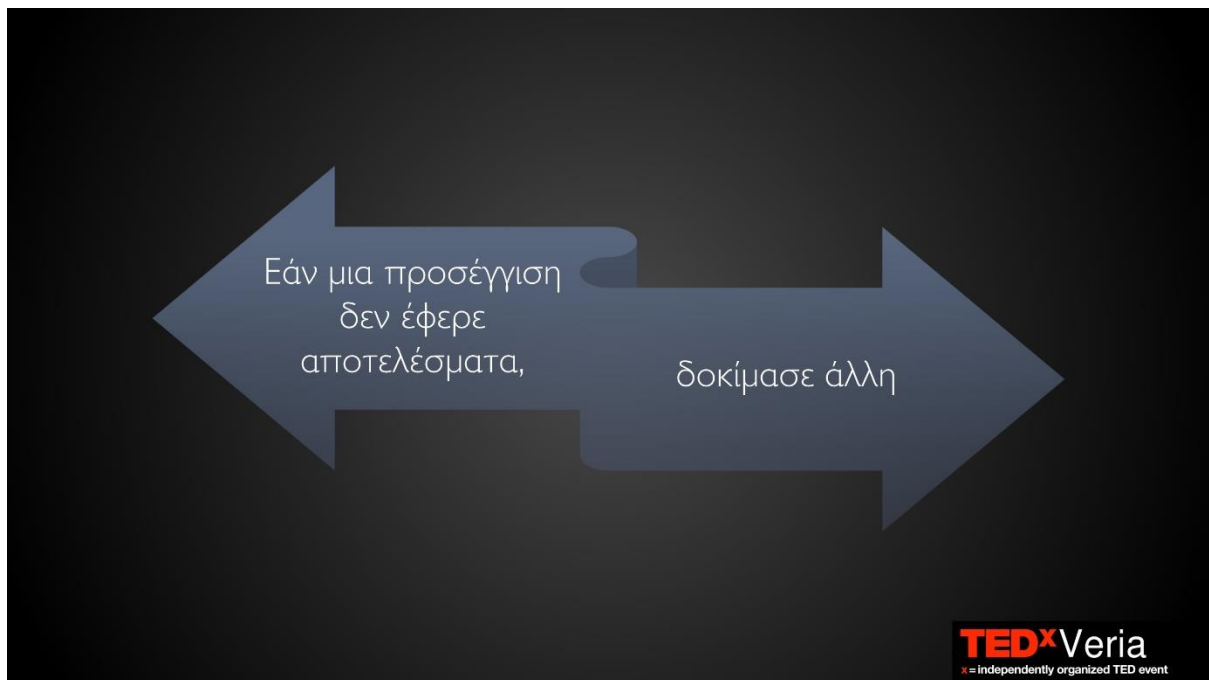 Εάν μια προσέγγιση
δεν έφερε
αποτελέσματα,
δοκίμασε άλλη
TEDxVeria
x = independently organized TED event